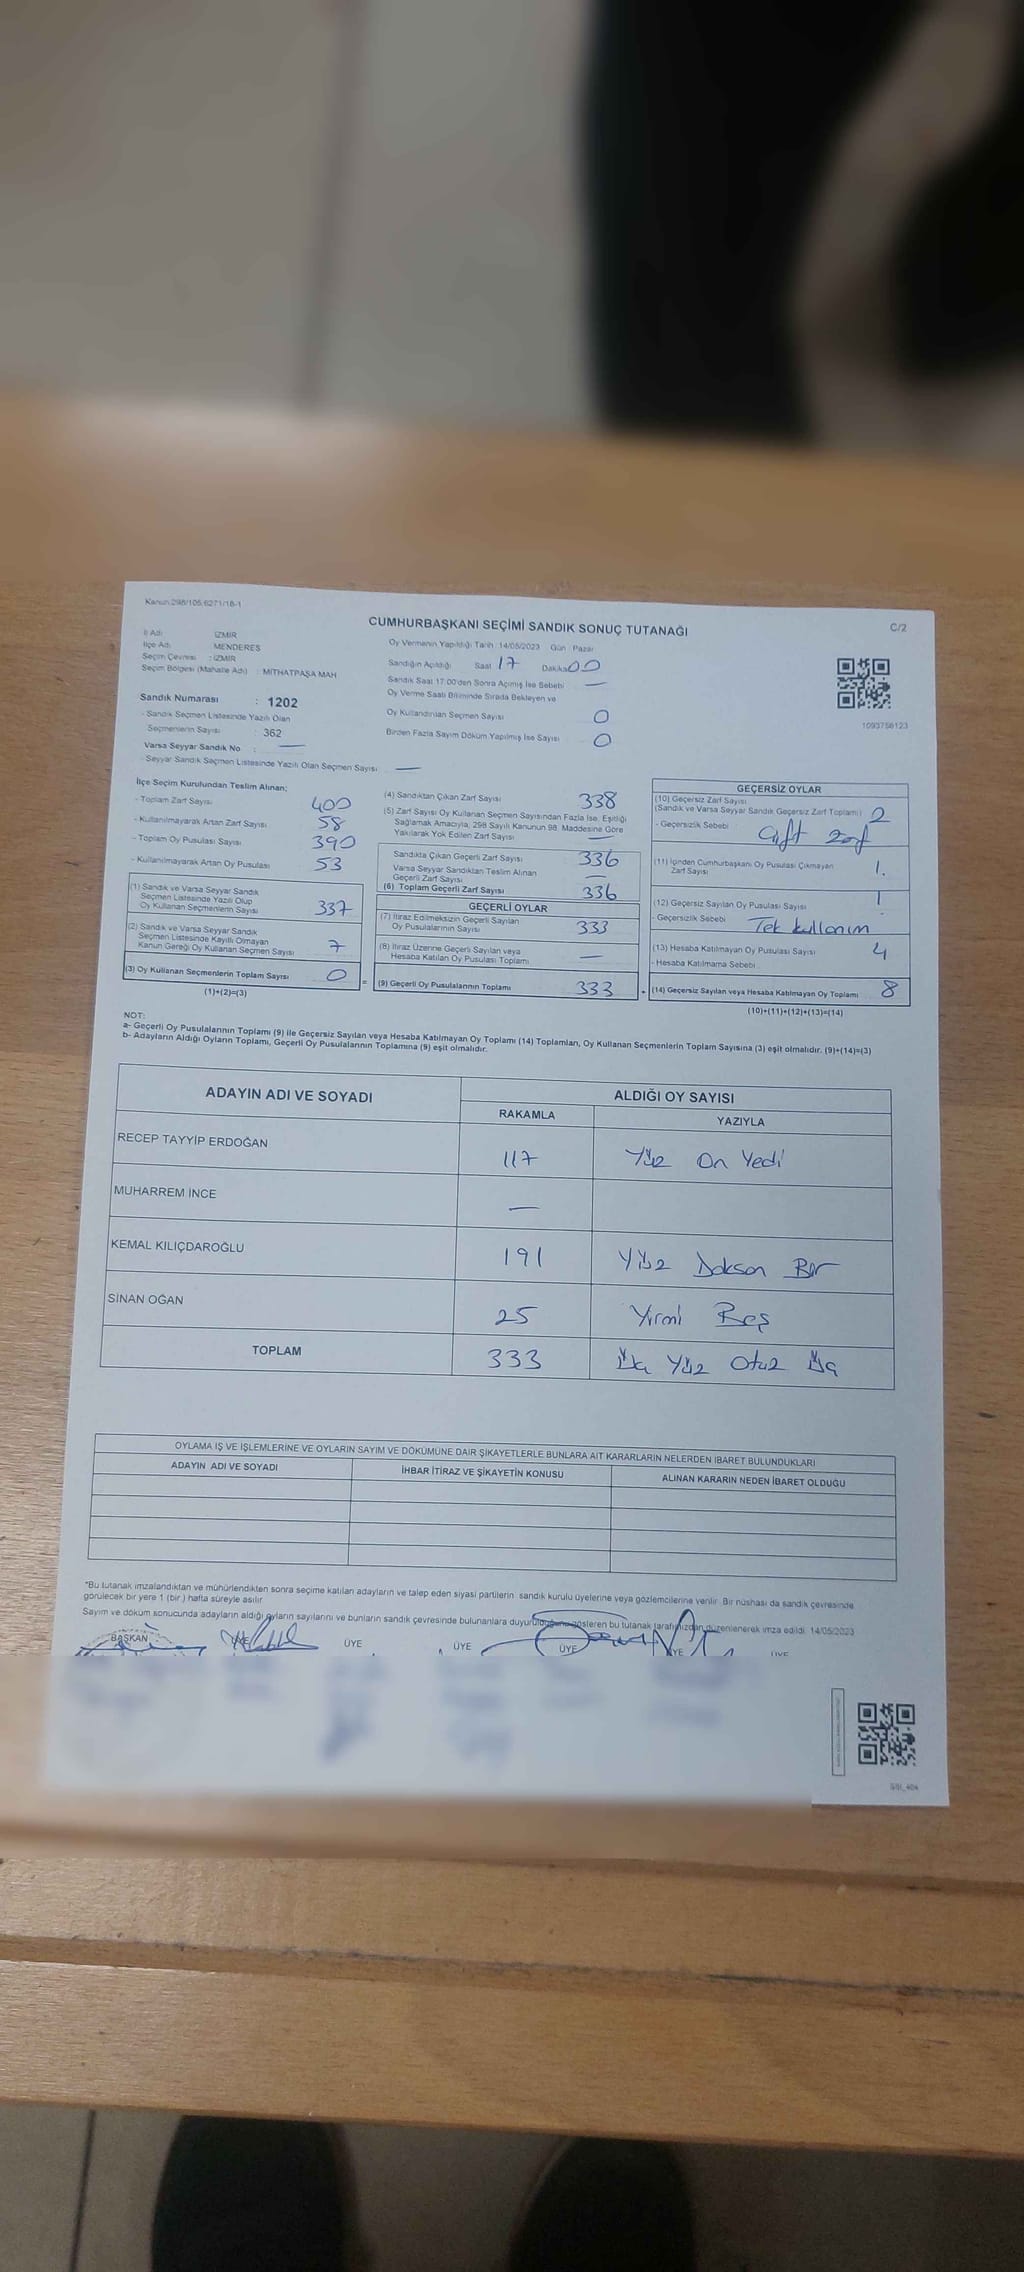 Kanun 298/105,6271/18-1
C/2
CUMHURBAŞKANI SEÇİMİ SANDIK SONUÇ TUTANAĞI
İl Adı : İZMİR
İlçe Adı : MENDERES
Seçim Çevresi : İZMİR
Seçim Bölgesi (Mahalle Adı) : MİTHATPAŞA MAH
Sandık Numarası : 1202
- Sandık Seçmen Listesinde Yazılı Olan
Seçmenlerin Sayısı : 362
Varsa Seyyar Sandık No : —
- Seyyar Sandık Seçmen Listesinde Yazılı Olan Seçmen Sayısı : —
Oy Vermenin Yapıldığı Tarih :14/05/2023 Gün : Pazar
Sandığın Açıldığı Saat 17 Dakika 00
Sandık Saat 17:00'den Sonra Açılmış İse Sebebi —
Oy Verme Saati Bitiminde Sırada Bekleyen ve
Oy Kullandırılan Seçmen Sayısı 0
Birden Fazla Sayım Döküm Yapılmış İse Sayısı 0
1093756123
İlçe Seçim Kurulundan Teslim Alınan;
- Toplam Zarf Sayısı 400
- Kullanılmayarak Artan Zarf Sayısı 58
- Toplam Oy Pusulası Sayısı 390
- Kullanılmayarak Artan Oy Pusulası 53
(1) Sandık ve Varsa Seyyar Sandık
Seçmen Listesinde Yazılı Olup
Oy Kullanan Seçmenlerin Sayısı 337
(2) Sandık ve Varsa Seyyar Sandık
Seçmen Listesinde Kayıtlı Olmayan
Kanun Gereği Oy Kullanan Seçmen Sayısı 7
(3) Oy Kullanan Seçmenlerin Toplam Sayısı 0
(1)+(2)=(3)
(4) Sandıktan Çıkan Zarf Sayısı 338
(5) Zarf Sayısı Oy Kullanan Seçmen Sayısından Fazla İse, Eşitliği
Sağlamak Amacıyla, 298 Sayılı Kanunun 98. Maddesine Göre
Yakılarak Yok Edilen Zarf Sayısı —
Sandıkta Çıkan Geçerli Zarf Sayısı 336
Varsa Seyyar Sandıktan Teslim Alınan
Geçerli Zarf Sayısı —
(6) Toplam Geçerli Zarf Sayısı 336
GEÇERLİ OYLAR
(7) İtiraz Edilmeksizin Geçerli Sayılan
Oy Pusulalarının Sayısı 333
(8) İtiraz Üzerine Geçerli Sayılan veya
Hesaba Katılan Oy Pusulası Toplamı —
= (9) Geçerli Oy Pusulalarının Toplamı 333 +
GEÇERSİZ OYLAR
(10) Geçersiz Zarf Sayısı
(Sandık ve Varsa Seyyar Sandık Geçersiz Zarf Toplamı) 2
- Geçersizlik Sebebi Çift zarf
(11) İçinden Cumhurbaşkanı Oy Pusulası Çıkmayan
Zarf Sayısı 1.
(12) Geçersiz Sayılan Oy Pusulası Sayısı 1
- Geçersizlik Sebebi Tek kullanım
(13) Hesaba Katılmayan Oy Pusulası Sayısı 4
- Hesaba Katılmama Sebebi
(14) Geçersiz Sayılan veya Hesaba Katılmayan Oy Toplamı 8
(10)+(11)+(12)+(13)=(14)
NOT:
a- Geçerli Oy Pusulalarının Toplamı (9) ile Geçersiz Sayılan veya Hesaba Katılmayan Oy Toplamı (14) Toplamları, Oy Kullanan Seçmenlerin Toplam Sayısına (3) eşit olmalıdır. (9)+(14)=(3)
b- Adayların Aldığı Oyların Toplamı, Geçerli Oy Pusulalarının Toplamına (9) eşit olmalıdır.
ADAYIN ADI VE SOYADI ALDIĞI OY SAYISI
RAKAMLA YAZIYLA
RECEP TAYYİP ERDOĞAN 117 Yüz On Yedi
MUHARREM İNCE —
KEMAL KILIÇDAROĞLU 191 Yüz Doksan Bir
SİNAN OĞAN 25 Yirmi Beş
TOPLAM 333 Üç Yüz Otuz Üç
OYLAMA İŞ VE İŞLEMLERİNE VE OYLARIN SAYIM VE DÖKÜMÜNE DAİR ŞİKAYETLERLE BUNLARA AİT KARARLARIN NELERDEN İBARET BULUNDUKLARI
ADAYIN ADI VE SOYADI İHBAR İTİRAZ VE ŞİKAYETİN KONUSU ALINAN KARARIN NEDEN İBARET OLDUĞU
*Bu tutanak imzalandıktan ve mühürlendikten sonra seçime katılan adayların ve talep eden siyasi partilerin sandık kurulu üyelerine veya gözlemcilerine verilir. Bir nüshası da sandık çevresinde
görülecek bir yere 1 (bir) hafta süreyle asılır.
Sayım ve döküm sonucunda adayların aldığı oyların sayılarını ve bunların sandık çevresinde bulunanlara duyurulduğunu gösteren bu tutanak tarafımızdan düzenlenerek imza edildi. 14/05/2023
BAŞKAN ÜYE ÜYE ÜYE ÜYE ÜYE ÜYE